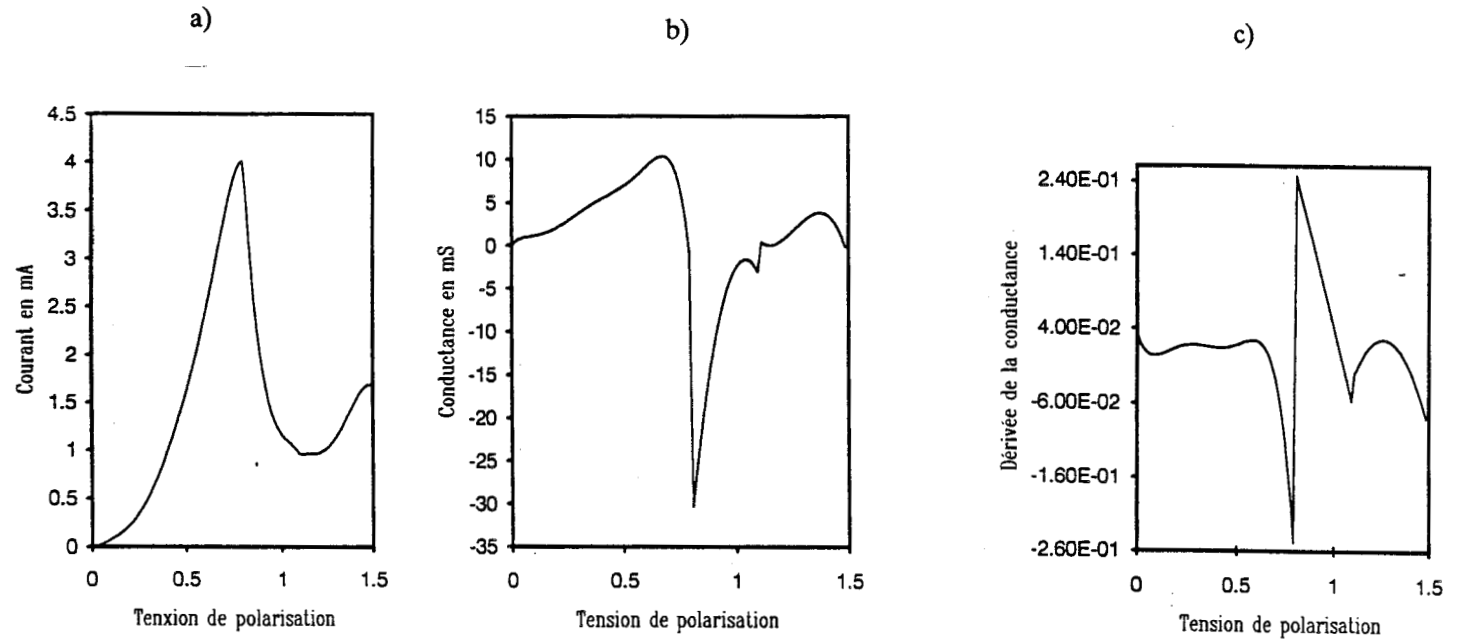 a)
b)
c)
4.5
4
3.5
3
2.5
2
1.5
1
0.5
0
Courant en mA
0 0.5 1 1.5
Tenxion de polarisation
15
10
5
0
-5
-10
-15
-20
-25
-30
-35
Conductance en mS
0 0.5 1 1.5
Tension de polarisation
2.40E-01
1.40E-01
4.00E-02
-6.00E-02
-1.60E-01
-2.60E-01
Dérivée de la conductance
0 0.5 1 1.5
Tension de polarisation